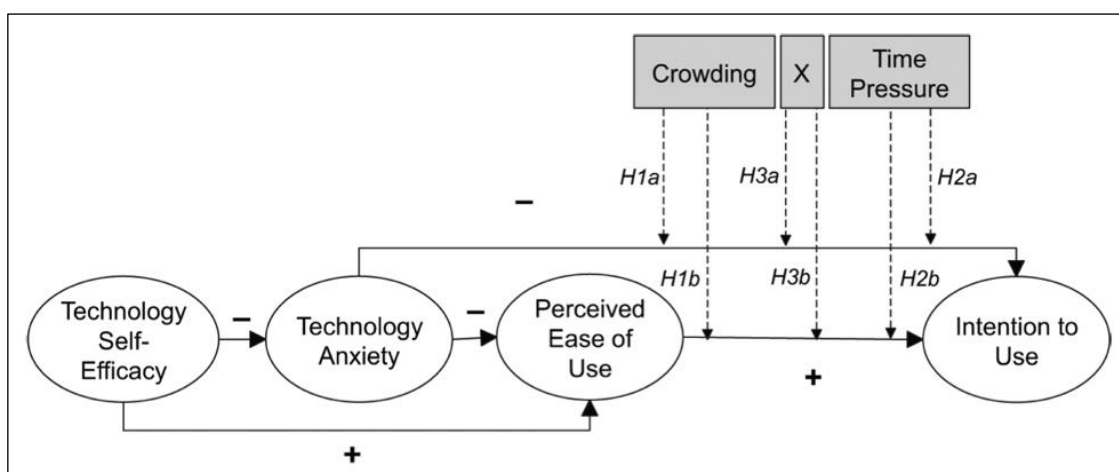 Crowding
X
Time
Pressure
H1a
H3a
H2a
–
H1b
H3b
H2b
Technology
Self-
Efficacy
–
Technology
Anxiety
–
Perceived
Ease of
Use
Intention to
Use
+
+